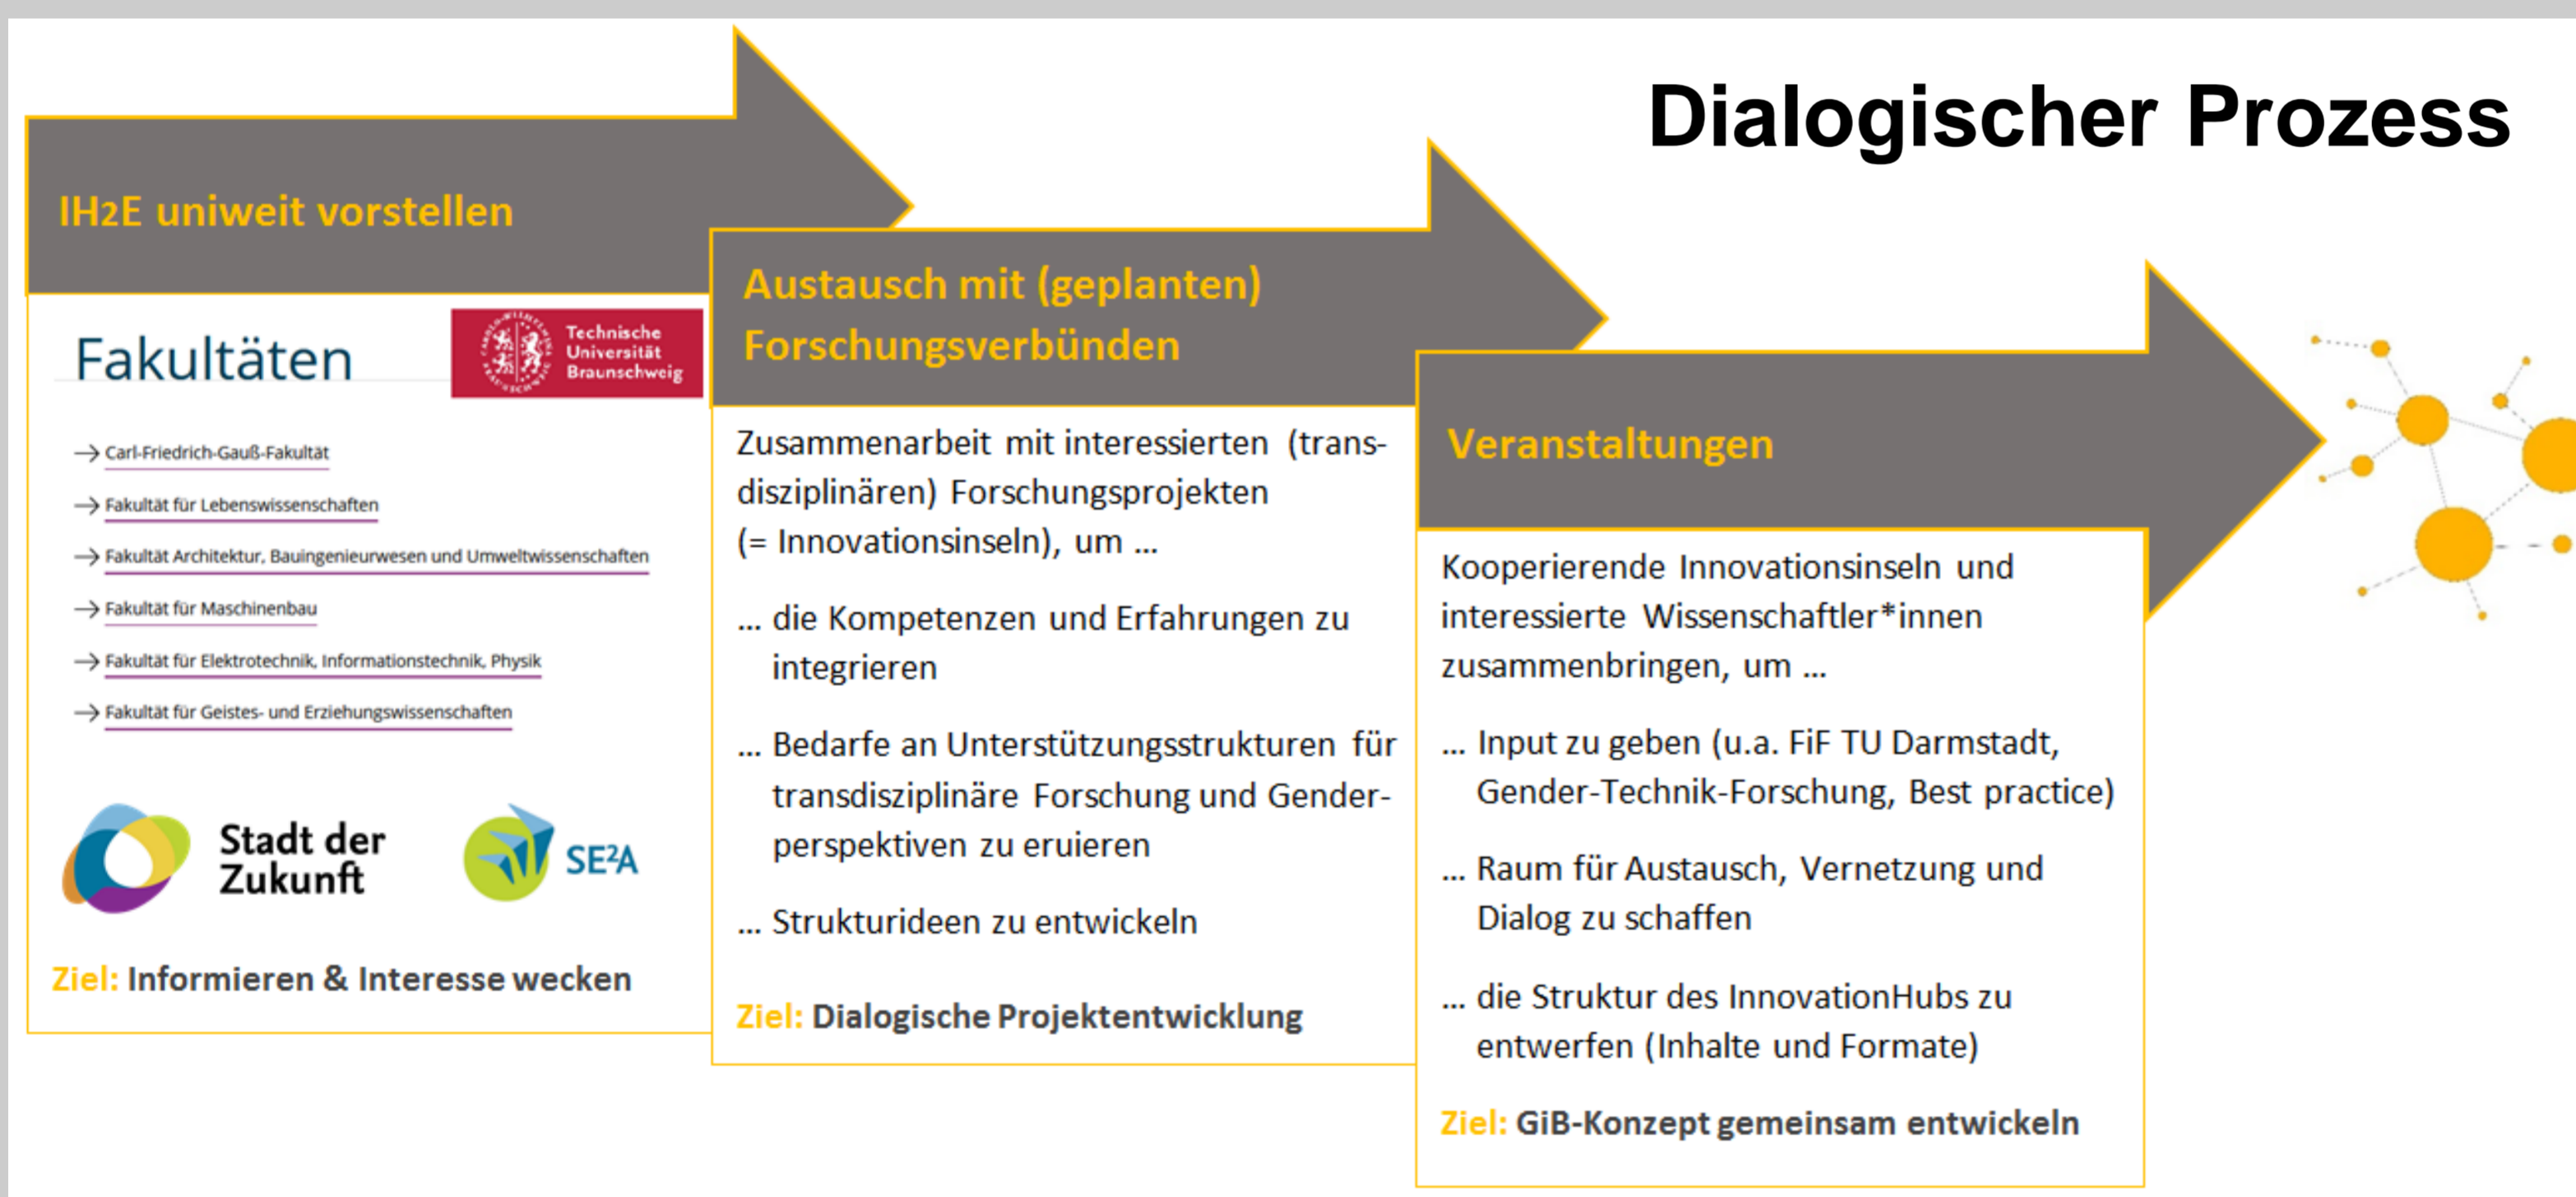 Dialogischer Prozess
IH2E uniweit vorstellen
Fakultäten
Technische
Universität
Braunschweig
→ Carl-Friedrich-Gauß-Fakultät
→ Fakultät für Lebenswissenschaften
→ Fakultät Architektur, Bauingenieurwesen und Umweltwissenschaften
→ Fakultät für Maschinenbau
→ Fakultät für Elektrotechnik, Informationstechnik, Physik
→ Fakultät für Geistes- und Erziehungswissenschaften
Stadt der
Zukunft
SE²A
Ziel: Informieren & Interesse wecken
Austausch mit (geplanten)
Forschungsverbünden
Zusammenarbeit mit interessierten (trans-
disziplinären) Forschungsprojekten
(= Innovationsinseln), um ...
... die Kompetenzen und Erfahrungen zu
integrieren
... Bedarfe an Unterstützungsstrukturen für
transdisziplinäre Forschung und Gender-
perspektiven zu eruieren
... Strukturideen zu entwickeln
Ziel: Dialogische Projektentwicklung
Veranstaltungen
Kooperierende Innovationsinseln und
interessierte Wissenschaftler*innen
zusammenbringen, um ...
... Input zu geben (u.a. FiF TU Darmstadt,
Gender-Technik-Forschung, Best practice)
... Raum für Austausch, Vernetzung und
Dialog zu schaffen
... die Struktur des InnovationHubs zu
entwerfen (Inhalte und Formate)
Ziel: GiB-Konzept gemeinsam entwickeln